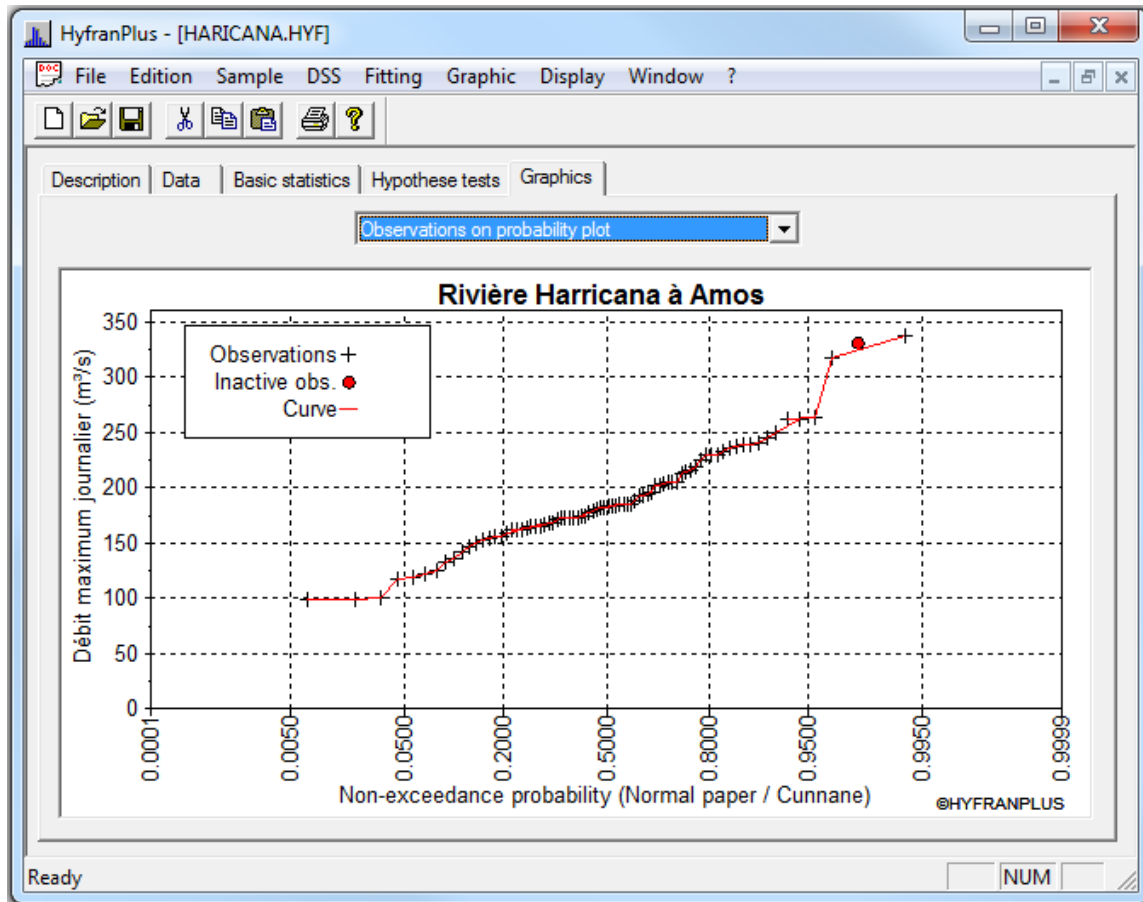 HyfranPlus - [HARICANA.HYF]
File Edition Sample DSS Fitting Graphic Display Window ?
Description Data Basic statistics Hypothese tests Graphics
Observations on probability plot
Rivière Harricana à Amos
Observations
Inactive obs.
Curve
Débit maximum journalier (m³/s)
350
300
250
200
150
100
50
0
0.0001 0.0050 0.0500 0.2000 0.5000 0.8000 0.9500 0.9950 0.9999
Non-exceedance probability (Normal paper / Cunnane)
©HYFRANPLUS
Ready NUM